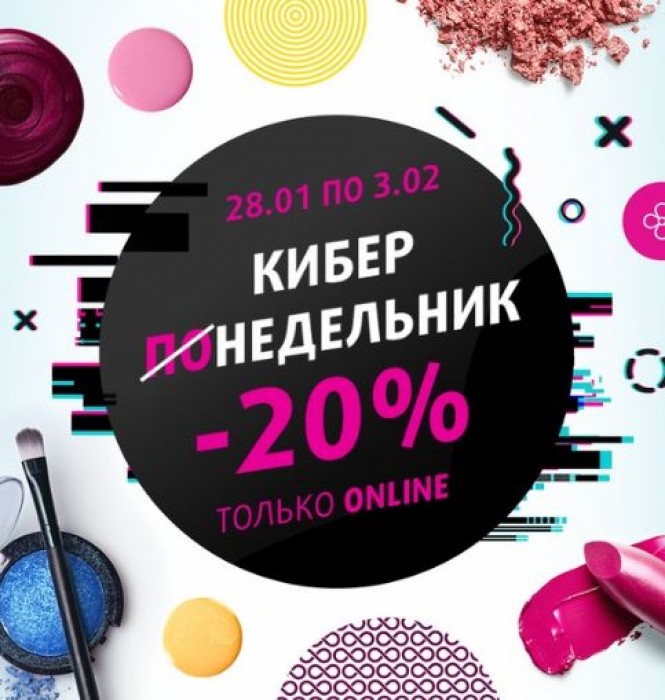 28.01 ПО 3.02
КИБЕР
ПОНЕДЕЛЬНИК
-20%
ТОЛЬКО ONLINE